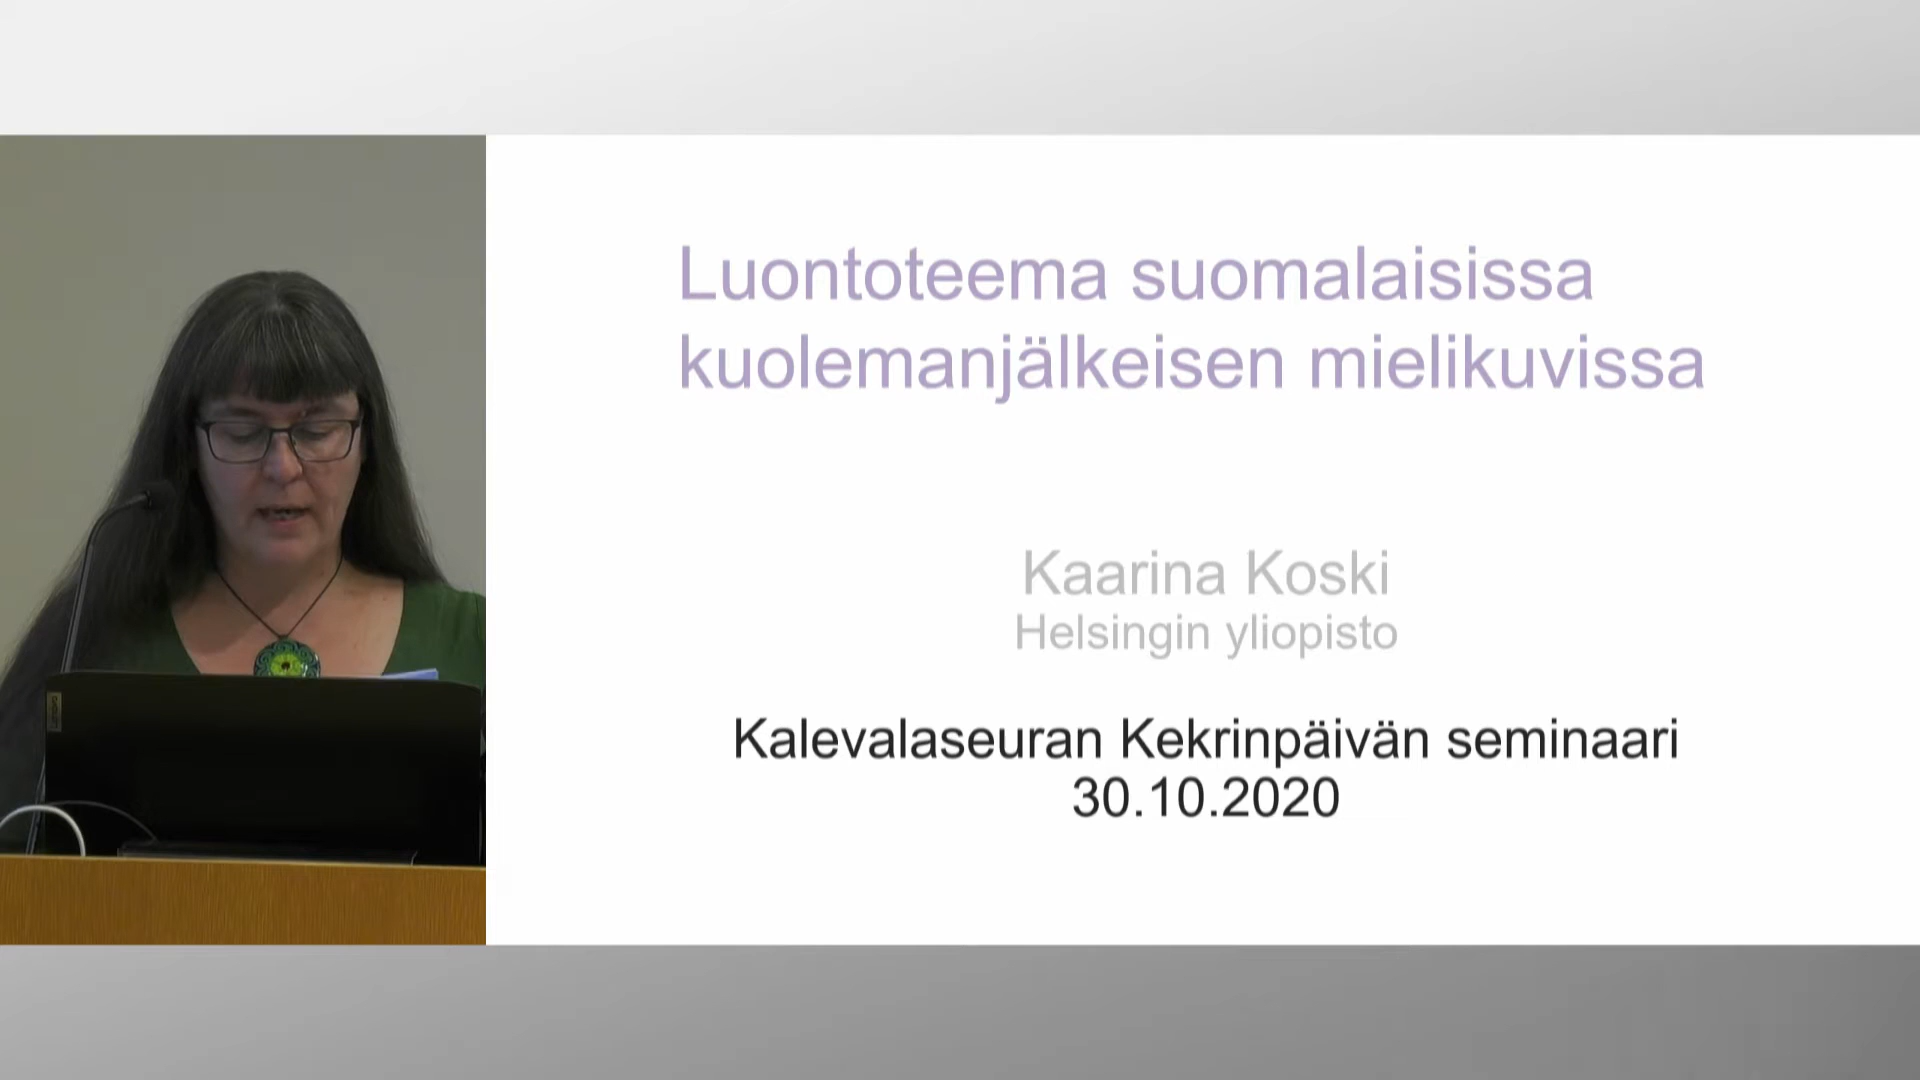 Luontoteema suomalaisissa
kuolemanjälkeisen mielikuvissa
Kaarina Koski
Helsingin yliopisto
Kalevalaseuran Kekrinpäivän seminaari
30.10.2020